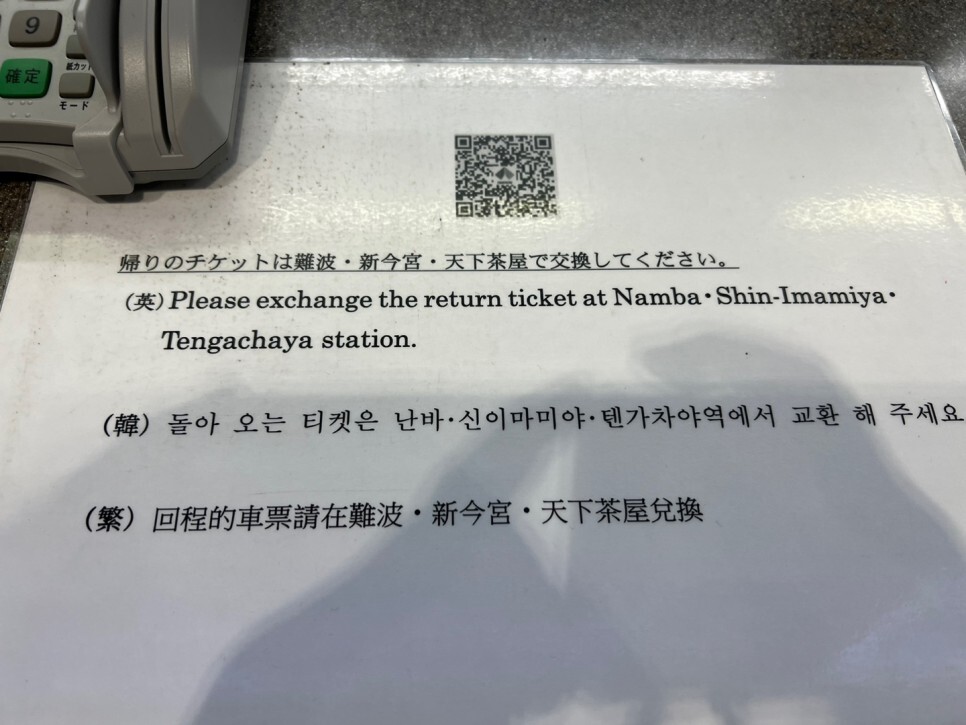 9
確定
紙カット
モード
帰りのチケットは難波・新今宮・天下茶屋で交換してください。
(英) Please exchange the return ticket at Namba・Shin-Imamiya・
Tengachaya station.
(韓) 돌아 오는 티켓은 난바·신이마미야·텐가차야역에서 교환 해 주세요
(繁) 回程的車票請在難波・新今宮・天下茶屋兌換